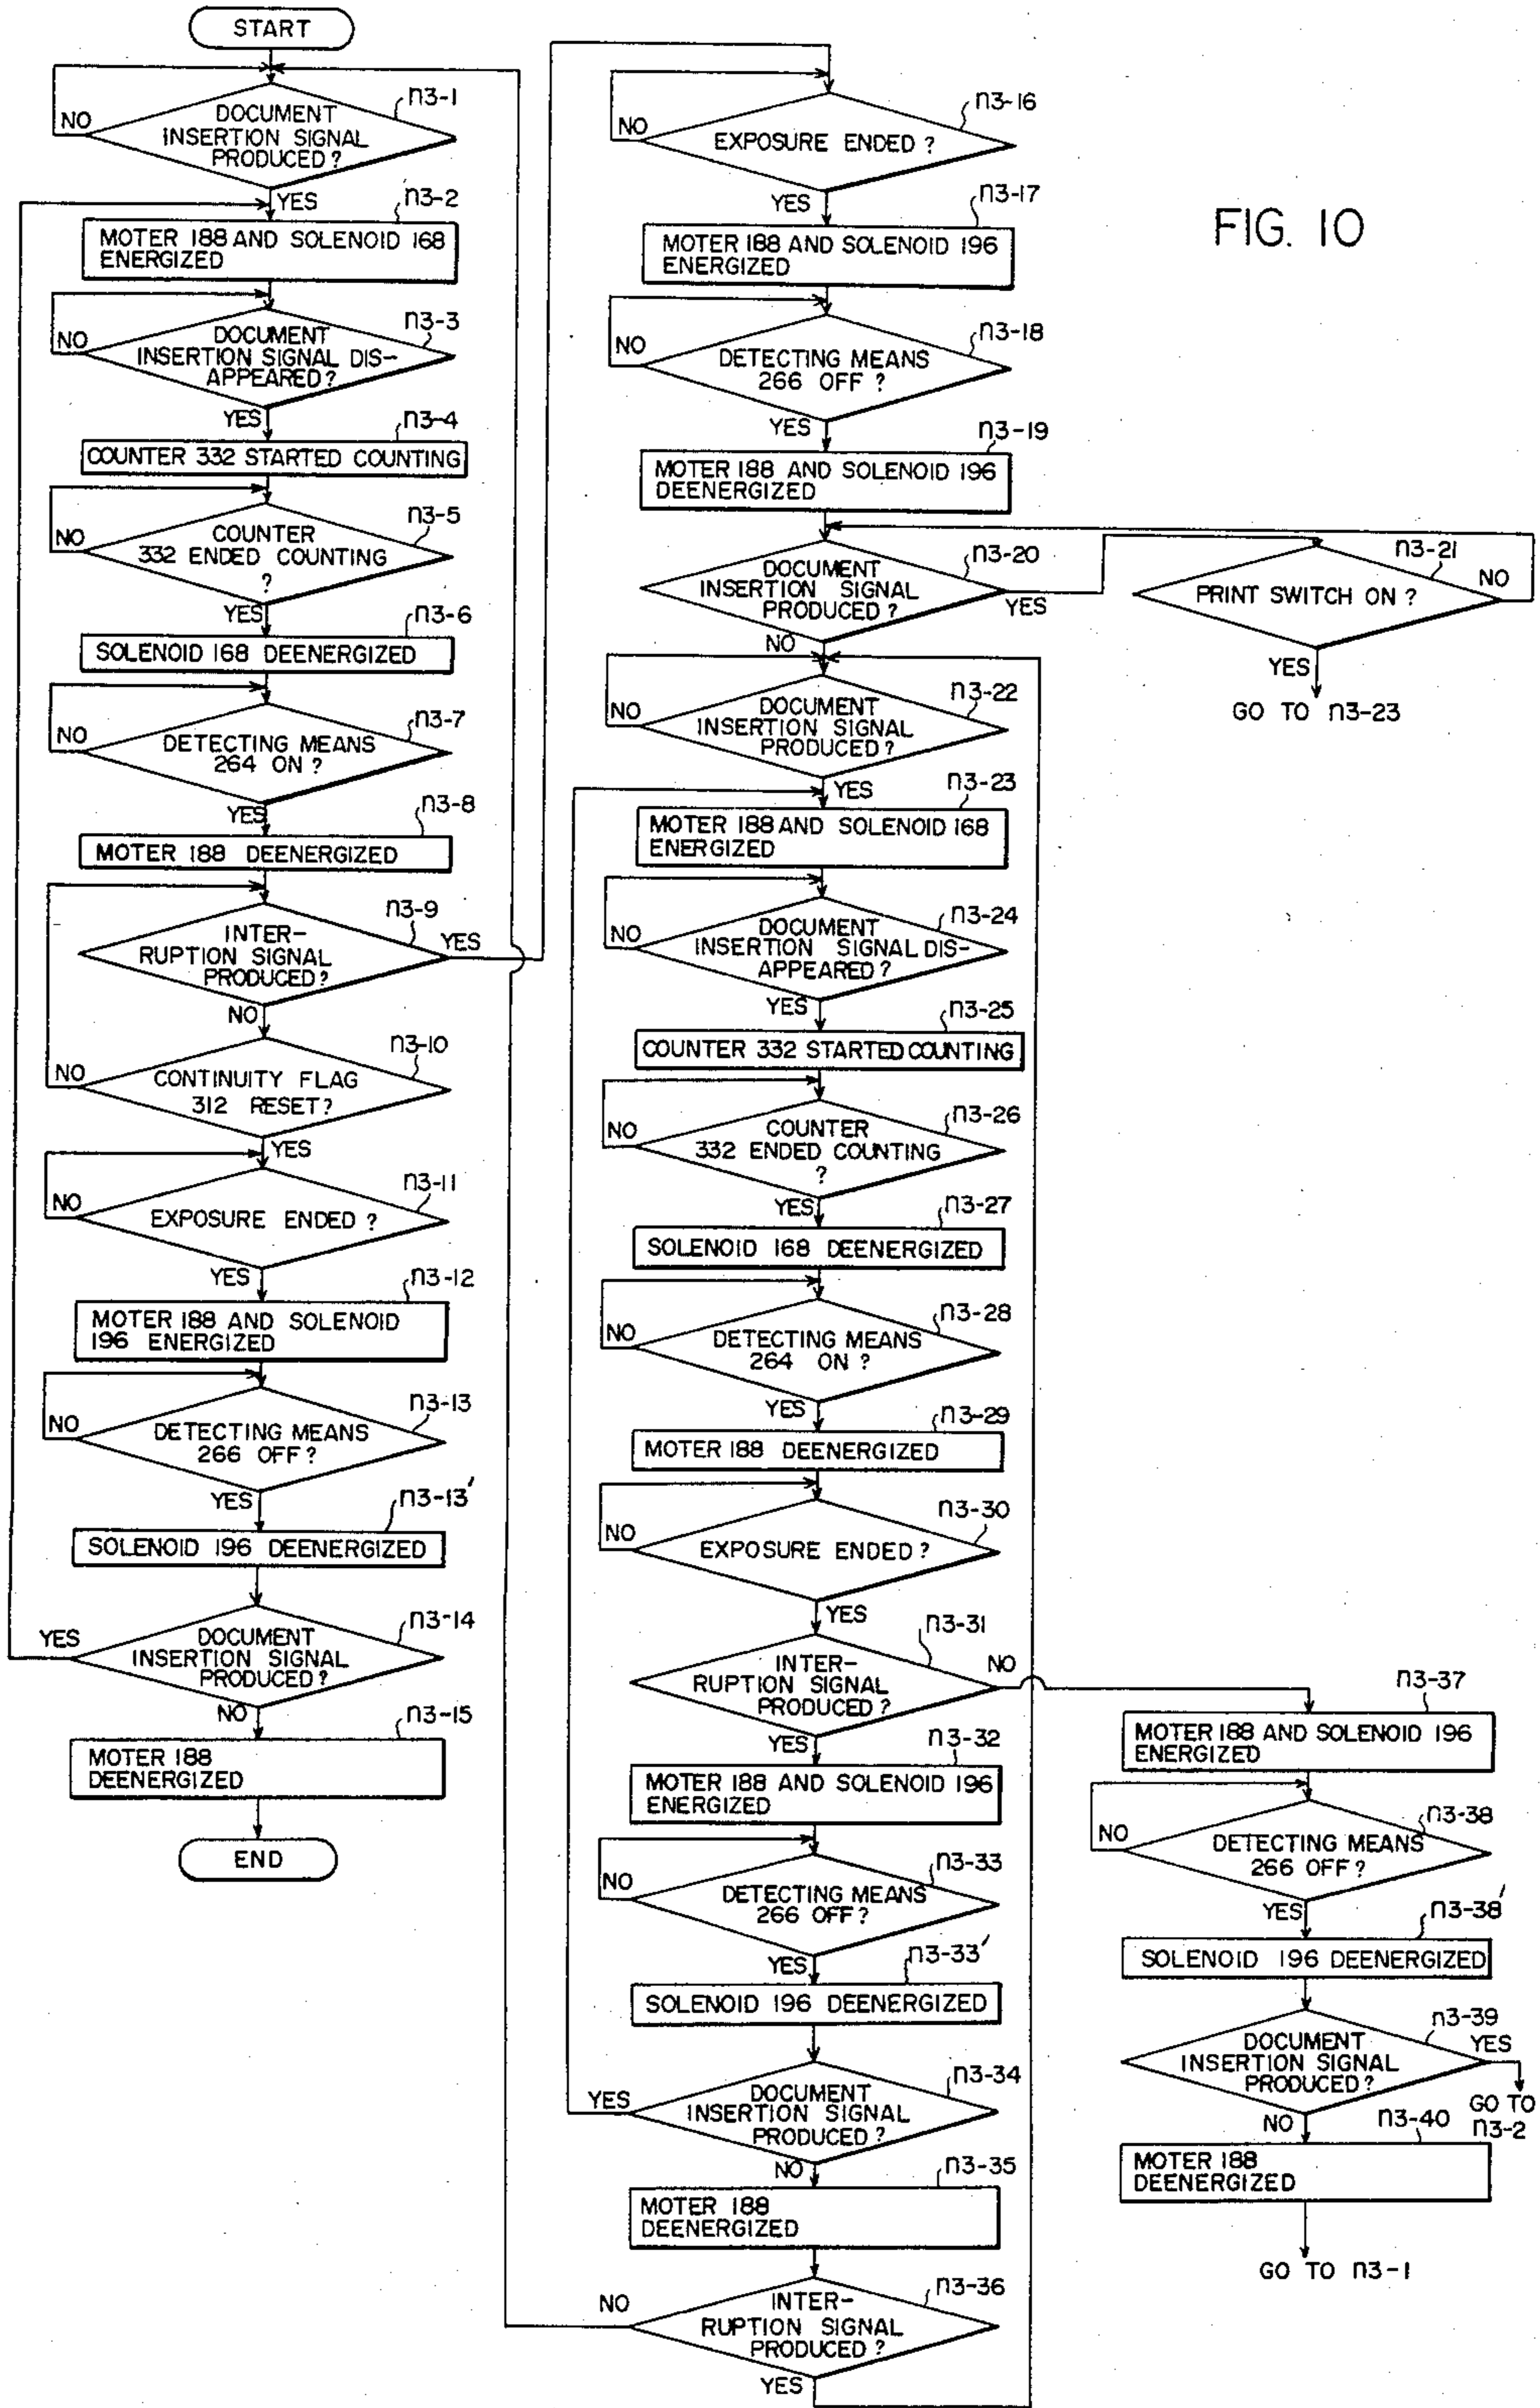 START
n3-1
NO
DOCUMENT
INSERTION SIGNAL
PRODUCED?
YES
n3-2
MOTER 188 AND SOLENOID 168
ENERGIZED
n3-3
NO
DOCUMENT
INSERTION SIGNAL DIS-
APPEARED?
YES
n3-4
COUNTER 332 STARTED COUNTING
n3-5
NO
COUNTER
332 ENDED COUNTING
?
YES
n3-6
SOLENOID 168 DEENERGIZED
n3-7
NO
DETECTING MEANS
264 ON?
YES
n3-8
MOTER 188 DEENERGIZED
n3-9
INTER-
RUPTION SIGNAL
PRODUCED?
YES
NO
n3-10
NO
CONTINUITY FLAG
312 RESET?
YES
n3-11
NO
EXPOSURE ENDED?
YES
n3-12
MOTER 188 AND SOLENOID
196 ENERGIZED
n3-13
NO
DETECTING MEANS
266 OFF?
YES
n3-13'
SOLENOID 196 DEENERGIZED
n3-14
YES
DOCUMENT
INSERTION SIGNAL
PRODUCED?
NO
n3-15
MOTER 188
DEENERGIZED
END
n3-16
NO
EXPOSURE ENDED?
YES
n3-17
MOTER 188 AND SOLENOID 196
ENERGIZED
n3-18
NO
DETECTING MEANS
266 OFF?
YES
n3-19
MOTER 188 AND SOLENOID 196
DEENERGIZED
n3-20
DOCUMENT
INSERTION SIGNAL
PRODUCED?
YES
NO
n3-22
NO
DOCUMENT
INSERTION SIGNAL
PRODUCED?
YES
n3-23
MOTER 188 AND SOLENOID 168
ENERGIZED
n3-24
NO
DOCUMENT
INSERTION SIGNAL DIS-
APPEARED?
YES
n3-25
COUNTER 332 STARTED COUNTING
n3-26
NO
COUNTER
332 ENDED COUNTING
?
YES
n3-27
SOLENOID 168 DEENERGIZED
n3-28
NO
DETECTING MEANS
264 ON?
YES
n3-29
MOTER 188 DEENERGIZED
n3-30
NO
EXPOSURE ENDED?
YES
n3-31
INTER-
RUPTION SIGNAL
PRODUCED?
NO
YES
n3-32
MOTER 188 AND SOLENOID 196
ENERGIZED
n3-33
NO
DETECTING MEANS
266 OFF?
YES
n3-33'
SOLENOID 196 DEENERGIZED
n3-34
YES
DOCUMENT
INSERTION SIGNAL
PRODUCED?
NO
n3-35
MOTER 188
DEENERGIZED
n3-36
NO
INTER-
RUPTION SIGNAL
PRODUCED?
YES
FIG. 10
n3-21
PRINT SWITCH ON?
NO
YES
GO TO n3-23
n3-37
MOTER 188 AND SOLENOID 196
ENERGIZED
n3-38
NO
DETECTING MEANS
266 OFF?
YES
n3-38'
SOLENOID 196 DEENERGIZED
n3-39
DOCUMENT
INSERTION SIGNAL
PRODUCED?
YES
GO TO
n3-2
NO
n3-40
MOTER 188
DEENERGIZED
GO TO n3-1